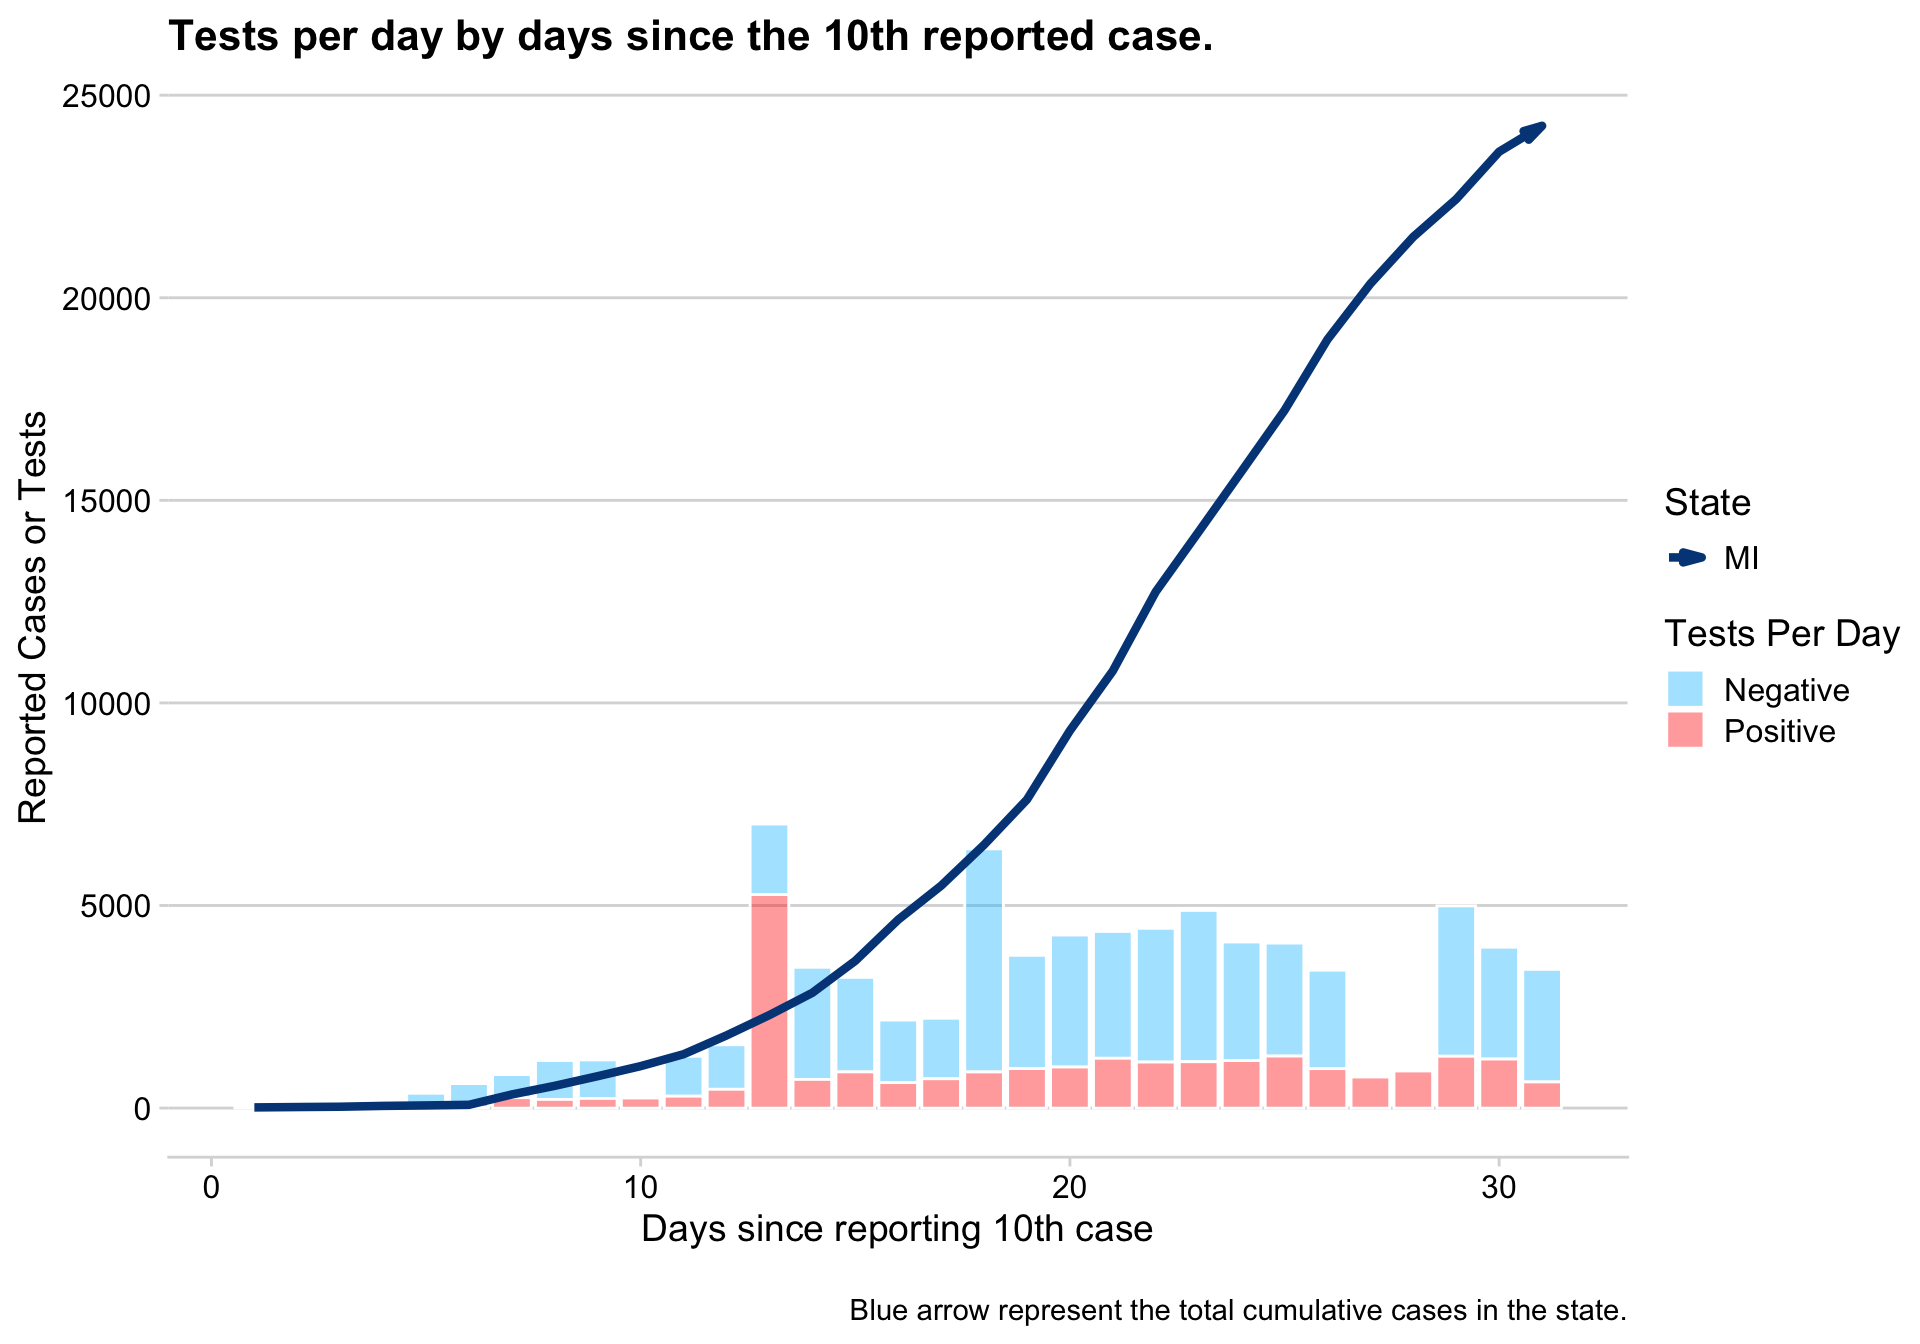 Tests per day by days since the 10th reported case.
25000
20000
15000
10000
5000
0
Reported Cases or Tests
0 10 20 30
Days since reporting 10th case
State
MI
Tests Per Day
Negative
Positive
Blue arrow represent the total cumulative cases in the state.